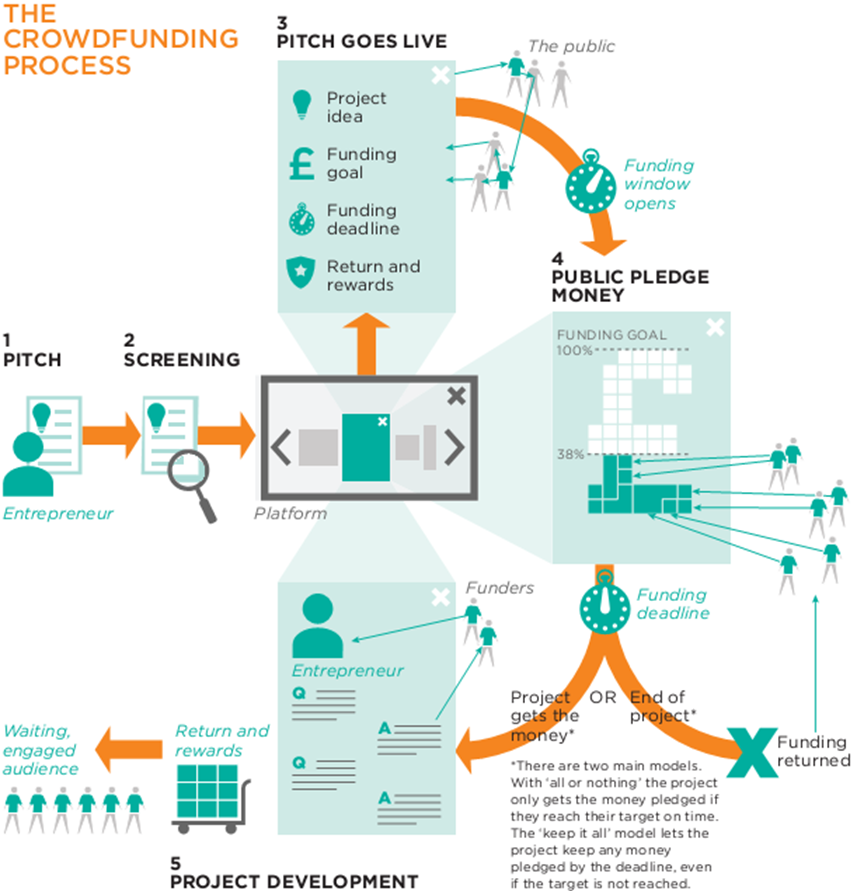 THE
CROWDFUNDING
PROCESS
3
PITCH GOES LIVE
The public
Project
idea
£
Funding
goal
Funding
deadline
Return and
rewards
Funding
window
opens
4
PUBLIC PLEDGE
MONEY
FUNDING GOAL
100%
38%
1
PITCH
2
SCREENING
Entrepreneur
Platform
Funding
deadline
Funders
Entrepreneur
Q
A
Q
A
Project
gets the
money*
OR
End of
project*
Funding
returned
*There are two main models.
With ‘all or nothing’ the project
only gets the money pledged if
they reach their target on time.
The ‘keep it all’ model lets the
project keep any money
pledged by the deadline, even
if the target is not reached.
Return and
rewards
Waiting,
engaged
audience
5
PROJECT DEVELOPMENT